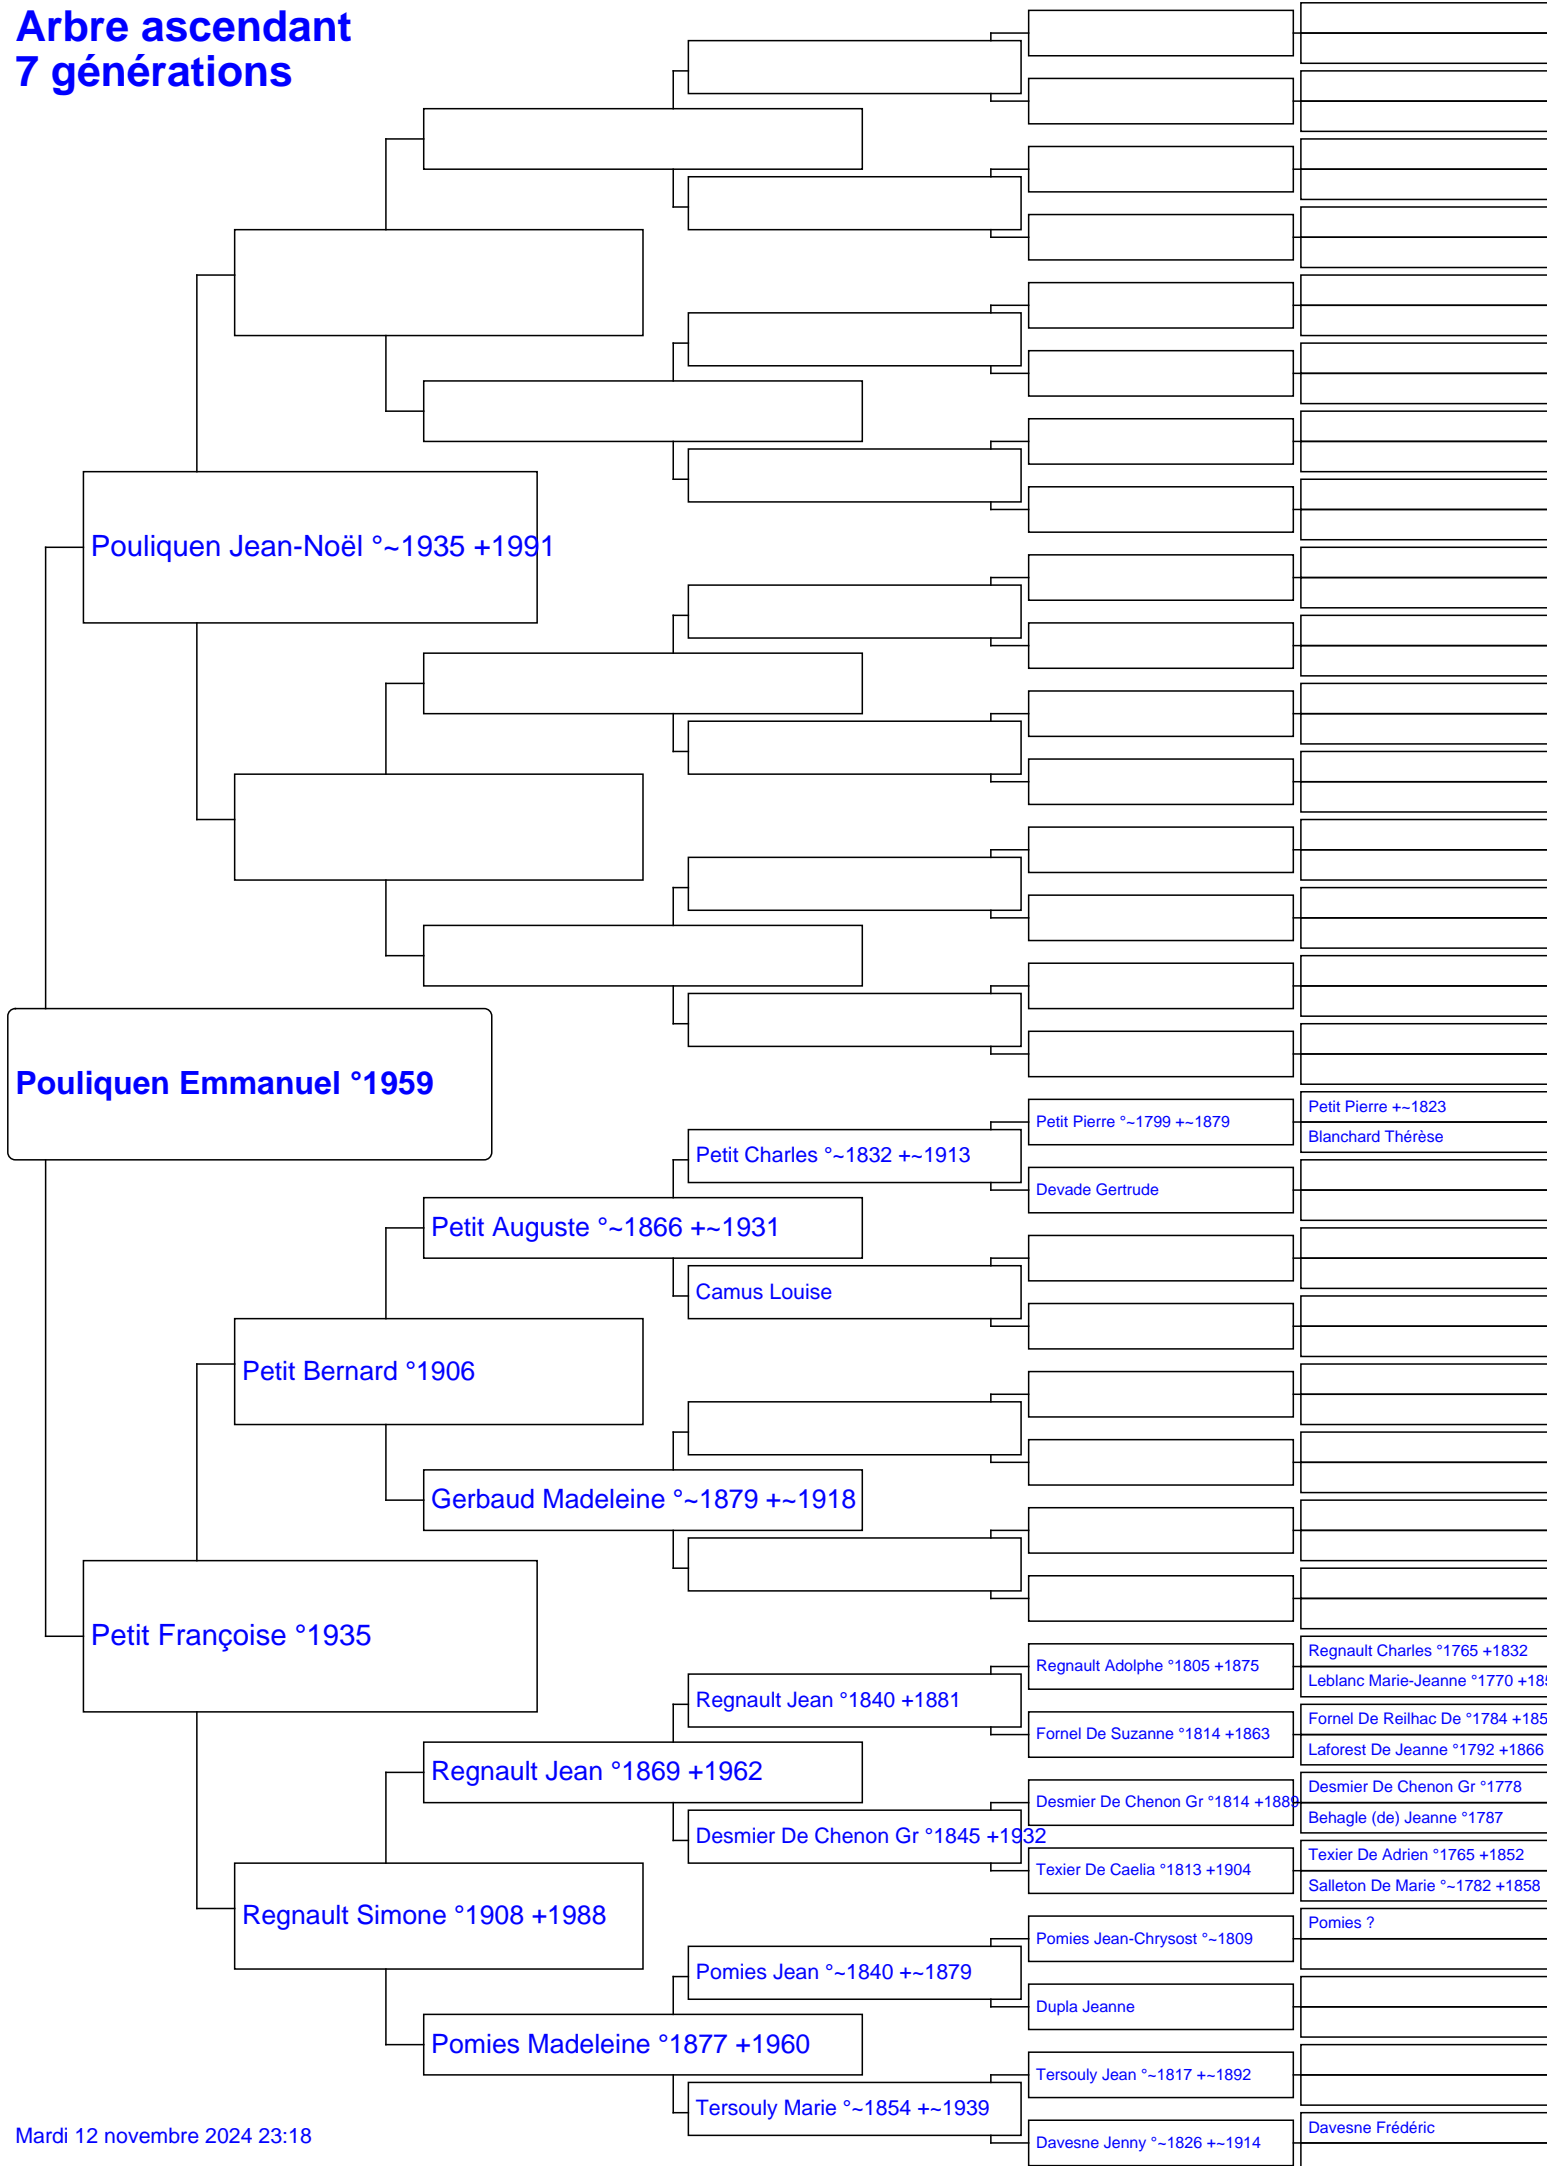 Arbre ascendant
7 générations
Pouliquen Jean-Noël °~1935 +1991
Pouliquen Emmanuel °1959
Petit Pierre °~1799 +~1879
Petit Pierre +~1823
Blanchard Thérèse
Petit Charles °~1832 +~1913
Devade Gertrude
Petit Auguste °~1866 +~1931
Camus Louise
Petit Bernard °1906
Gerbaud Madeleine °~1879 +~1918
Petit Françoise °1935
Regnault Adolphe °1805 +1875
Regnault Charles °1765 +1832
Leblanc Marie-Jeanne °1770 +185
Regnault Jean °1840 +1881
Fornel De Suzanne °1814 +1863
Fornel De Reilhac De °1784 +185
Laforest De Jeanne °1792 +1866
Regnault Jean °1869 +1962
Desmier De Chenon Gr °1814 +1889
Desmier De Chenon Gr °1778
Behagle (de) Jeanne °1787
Desmier De Chenon Gr °1845 +1932
Texier De Caelia °1813 +1904
Texier De Adrien °1765 +1852
Salleton De Marie °~1782 +1858
Regnault Simone °1908 +1988
Pomies Jean-Chrysost °~1809
Pomies ?
Pomies Jean °~1840 +~1879
Dupla Jeanne
Pomies Madeleine °1877 +1960
Tersouly Jean °~1817 +~1892
Tersouly Marie °~1854 +~1939
Davesne Jenny °~1826 +~1914
Davesne Frédéric
Mardi 12 novembre 2024 23:18